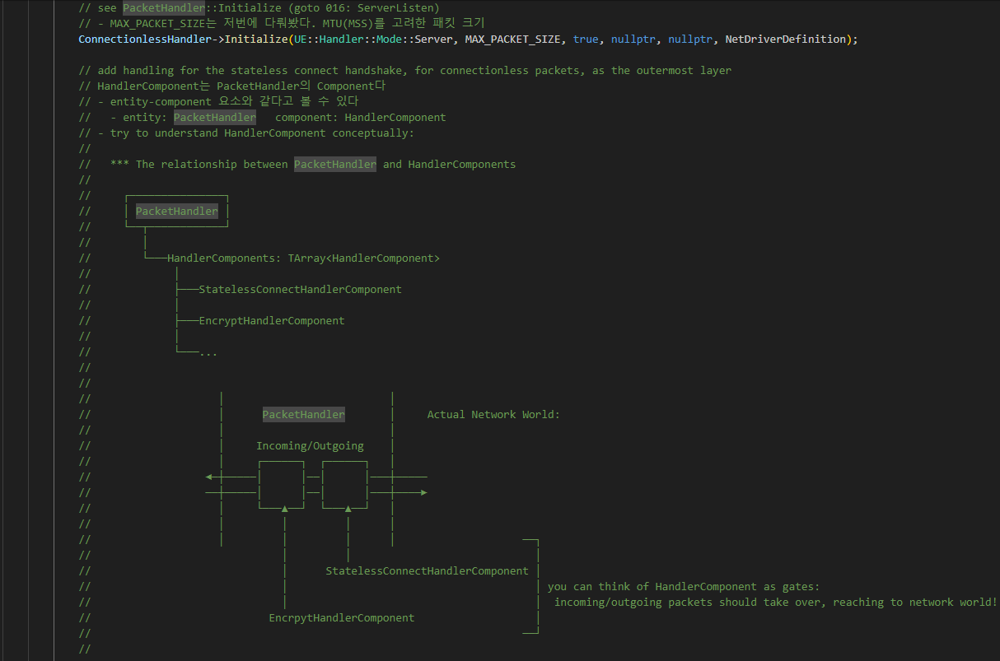 // see PacketHandler::Initialize (goto 016: ServerListen)
// - MAX_PACKET_SIZE는 저번에 다뤄봤다. MTU(MSS)를 고려한 패킷 크기
ConnectionlessHandler->Initialize(UE::Handler::Mode::Server, MAX_PACKET_SIZE, true, nullptr, nullptr, NetDriverDefinition);
// add handling for the stateless connect handshake, for connectionless packets, as the outermost layer
// HandlerComponent는 PacketHandler의 Component다
// - entity-component 요소와 같다고 볼 수 있다
//   - entity: PacketHandler   component: HandlerComponent
// - try to understand HandlerComponent conceptually:
//
//   *** The relationship between PacketHandler and HandlerComponents
//
//
// PacketHandler
//
//
// HandlerComponents: TArray<HandlerComponent>
//
// StatelessConnectHandlerComponent
//
// EncryptHandlerComponent
//
// ...
//
//
//
// PacketHandler Actual Network World:
//
// Incoming/Outgoing
//
//
//
//
//
//
//
// StatelessConnectHandlerComponent
// you can think of HandlerComponent as gates:
// incoming/outgoing packets should take over, reaching to network world!
// EncrpytHandlerComponent
//
//